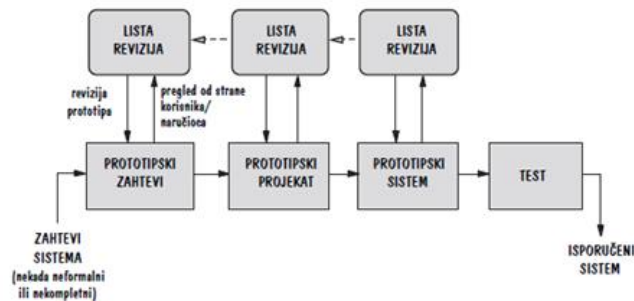 LISTA
REVIZIJA
LISTA
REVIZIJA
LISTA
REVIZIJA
revizija
prototipa
pregled od strane
korisnika/
naručioca
PROTOTIPSKI
ZAHTEVI
PROTOTIPSKI
PROJEKAT
PROTOTIPSKI
SISTEM
TEST
ZAHTEVI
SISTEMA
(nekada neformalni
ili nekompletni)
ISPORUČENI
SISTEM